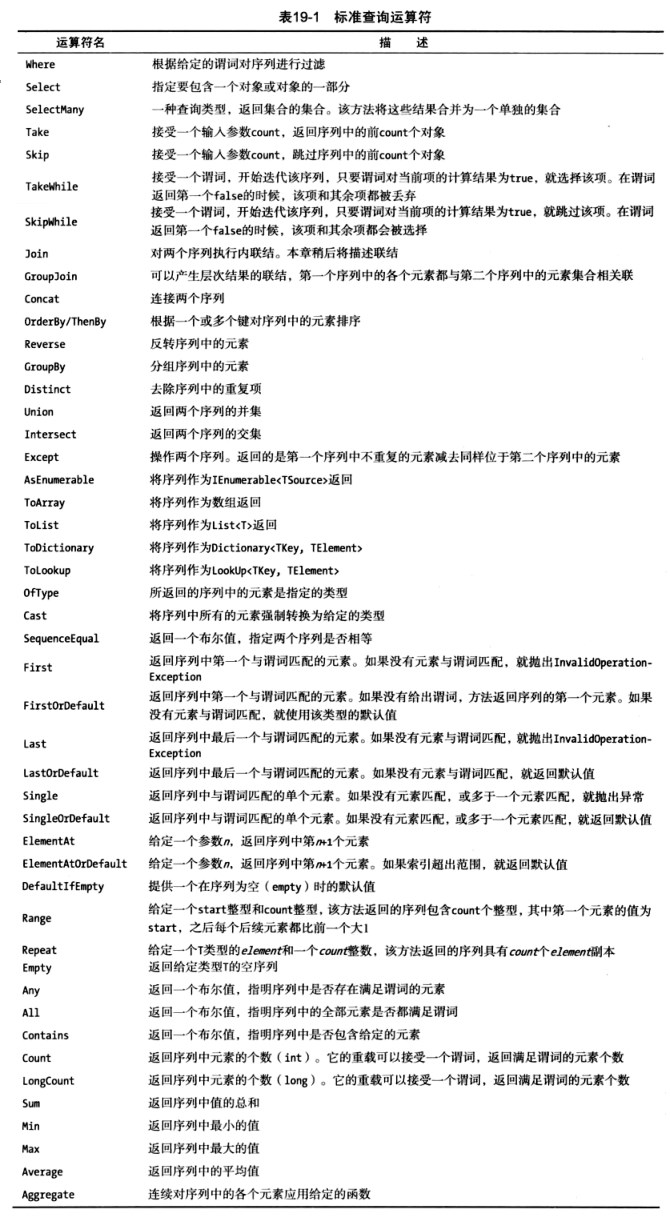 表19-1 标准查询运算符
运算符名 描 述
Where 根据给定的谓词对序列进行过滤
Select 指定要包含一个对象或对象的一部分
SelectMany 一种查询类型，返回集合的集合。该方法将这些结果合并为一个单独的集合
Take 接受一个输入参数count，返回序列中的前count个对象
Skip 接受一个输入参数count，跳过序列中的前count个对象
TakeWhile 接受一个谓词，开始迭代该序列，只要谓词对当前项的计算结果为true，就选择该项。在谓词
返回第一个false的时候，该项和其余项都被丢弃
SkipWhile 接受一个谓词，开始迭代该序列，只要谓词对当前项的计算结果为true，就跳过该项。在谓词
返回第一个false的时候，该项和其余项都会被选择
Join 对两个序列执行内联结。本章稍后将描述联结
GroupJoin 可以产生层次结果的联结，第一个序列中的各个元素都与第二个序列中的元素集合相关联
Concat 连接两个序列
OrderBy/ThenBy 根据一个或多个键对序列中的元素排序
Reverse 反转序列中的元素
GroupBy 分组序列中的元素
Distinct 去除序列中的重复项
Union 返回两个序列的并集
Intersect 返回两个序列的交集
Except 操作两个序列。返回的是第一个序列中不重复的元素减去同样位于第二个序列中的元素
AsEnumerable 将序列作为IEnumerable<TSource>返回
ToArray 将序列作为数组返回
ToList 将序列作为List<T>返回
ToDictionary 将序列作为Dictionary<TKey, TElement>
ToLookup 将序列作为LookUp<TKey, TElement>
OfType 所返回的序列中的元素是指定的类型
Cast 将序列中所有的元素强制转换为给定的类型
SequenceEqual 返回一个布尔值，指定两个序列是否相等
First 返回序列中第一个与谓词匹配的元素。如果没有元素与谓词匹配，就抛出InvalidOperation-
Exception
FirstOrDefault 返回序列中第一个与谓词匹配的元素。如果没有给出谓词，方法返回序列的第一个元素。如果
没有元素与谓词匹配，就使用该类型的默认值
Last 返回序列中最后一个与谓词匹配的元素。如果没有元素与谓词匹配，就抛出InvalidOperation-
Exception
LastOrDefault 返回序列中最后一个与谓词匹配的元素。如果没有元素与谓词匹配，就返回默认值
Single 返回序列中与谓词匹配的单个元素。如果没有元素匹配，或多于一个元素匹配，就抛出异常
SingleOrDefault 返回序列中与谓词匹配的单个元素。如果没有元素匹配，或多于一个元素匹配，就返回默认值
ElementAt 给定一个参数n，返回序列中第n+1个元素
ElementAtOrDefault 给定一个参数n，返回序列中第n+1个元素。如果索引超出范围，就返回默认值
DefaultIfEmpty 提供一个在序列为空（empty）时的默认值
Range 给定一个start整型和count整型，该方法返回的序列包含count个整型，其中第一个元素的值为
start，之后每个后续元素都比前一个大1
Repeat 给定一个T类型的element和一个count整数，该方法返回的序列具有count个element副本
Empty 返回给定类型T的空序列
Any 返回一个布尔值，指明序列中是否存在满足谓词的元素
All 返回一个布尔值，指明序列中的全部元素是否都满足谓词
Contains 返回一个布尔值，指明序列中是否包含给定的元素
Count 返回序列中元素的个数（int）。它的重载可以接受一个谓词，返回满足谓词的元素个数
LongCount 返回序列中元素的个数（long）。它的重载可以接受一个谓词，返回满足谓词的元素个数
Sum 返回序列中值的总和
Min 返回序列中最小的值
Max 返回序列中最大的值
Average 返回序列中的平均值
Aggregate 连续对序列中的各个元素应用给定的函数